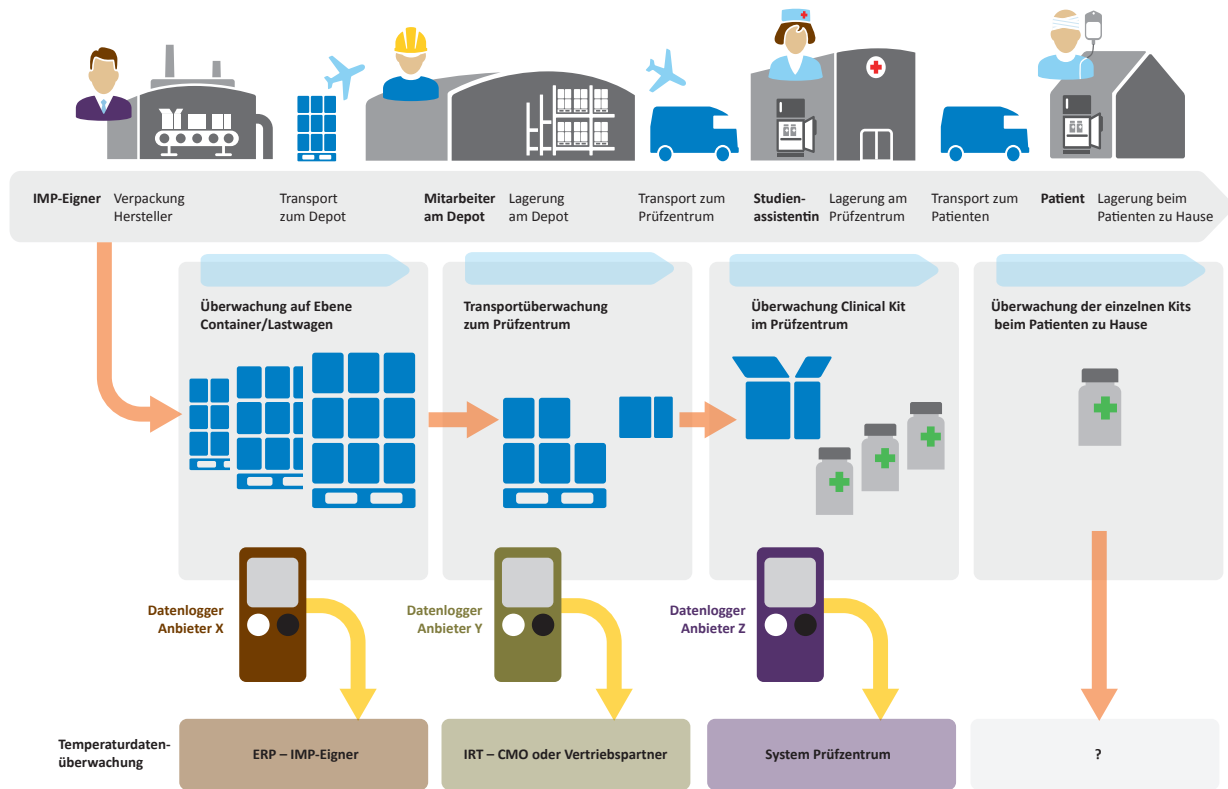 IMP-Eigner
Verpackung
Hersteller
Transport
zum Depot
Mitarbeiter
am Depot
Lagerung
am Depot
Transport zum
Prüfzentrum
Studien-
assistentin
Lagerung am
Prüfzentrum
Transport zum
Patienten
Patient
Lagerung beim
Patienten zu Hause
Überwachung auf Ebene
Container/Lastwagen
Transportüberwachung
zum Prüfzentrum
Überwachung Clinical Kit
im Prüfzentrum
Überwachung der einzelnen Kits
beim Patienten zu Hause
Datenlogger
Anbieter X
Datenlogger
Anbieter Y
Datenlogger
Anbieter Z
Temperaturdaten-
überwachung
ERP – IMP-Eigner
IRT – CMO oder Vertriebspartner
System Prüfzentrum
?